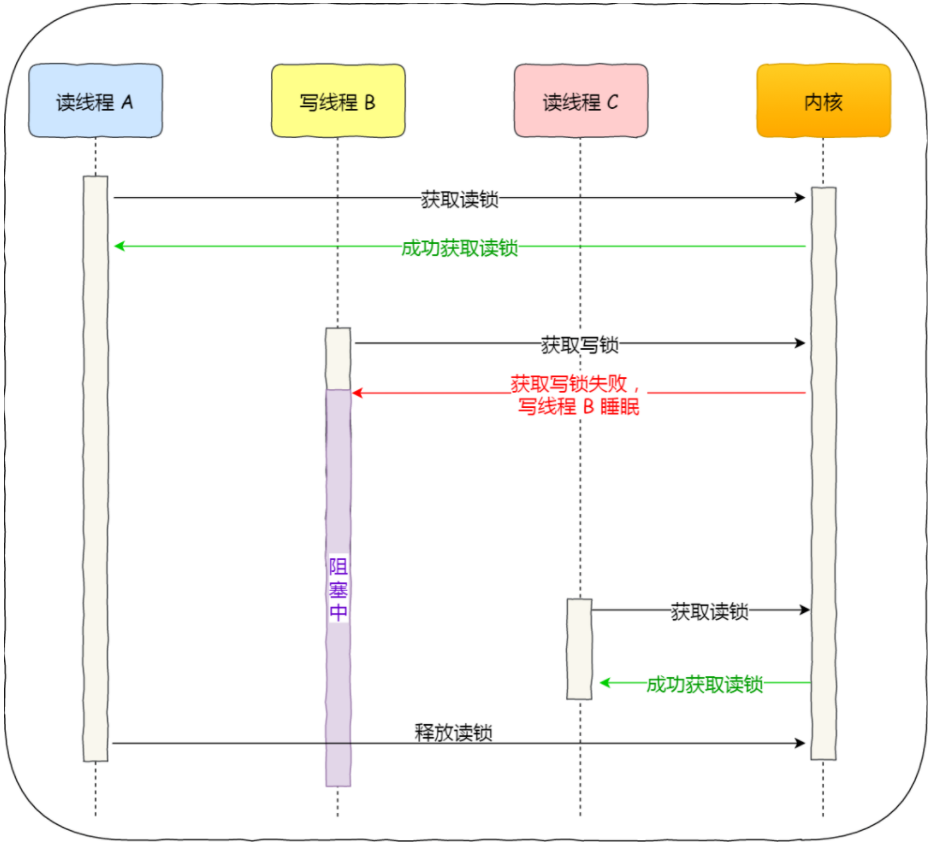 读线程 A
写线程 B
读线程 C
内核
获取读锁
成功获取读锁
获取写锁
获取写锁失败，
写线程 B 睡眠
阻
塞
中
获取读锁
成功获取读锁
释放读锁